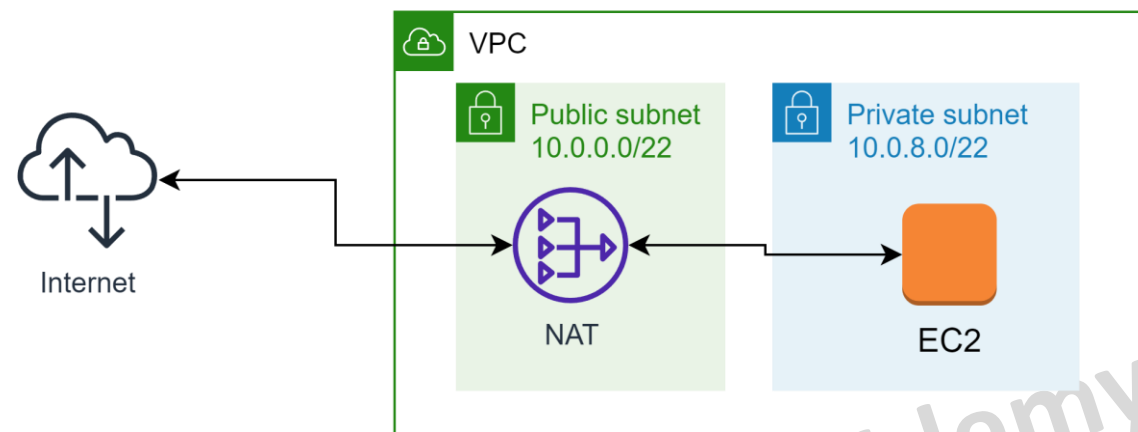 VPC
Public subnet
10.0.0.0/22
Private subnet
10.0.8.0/22
Internet
NAT
EC2